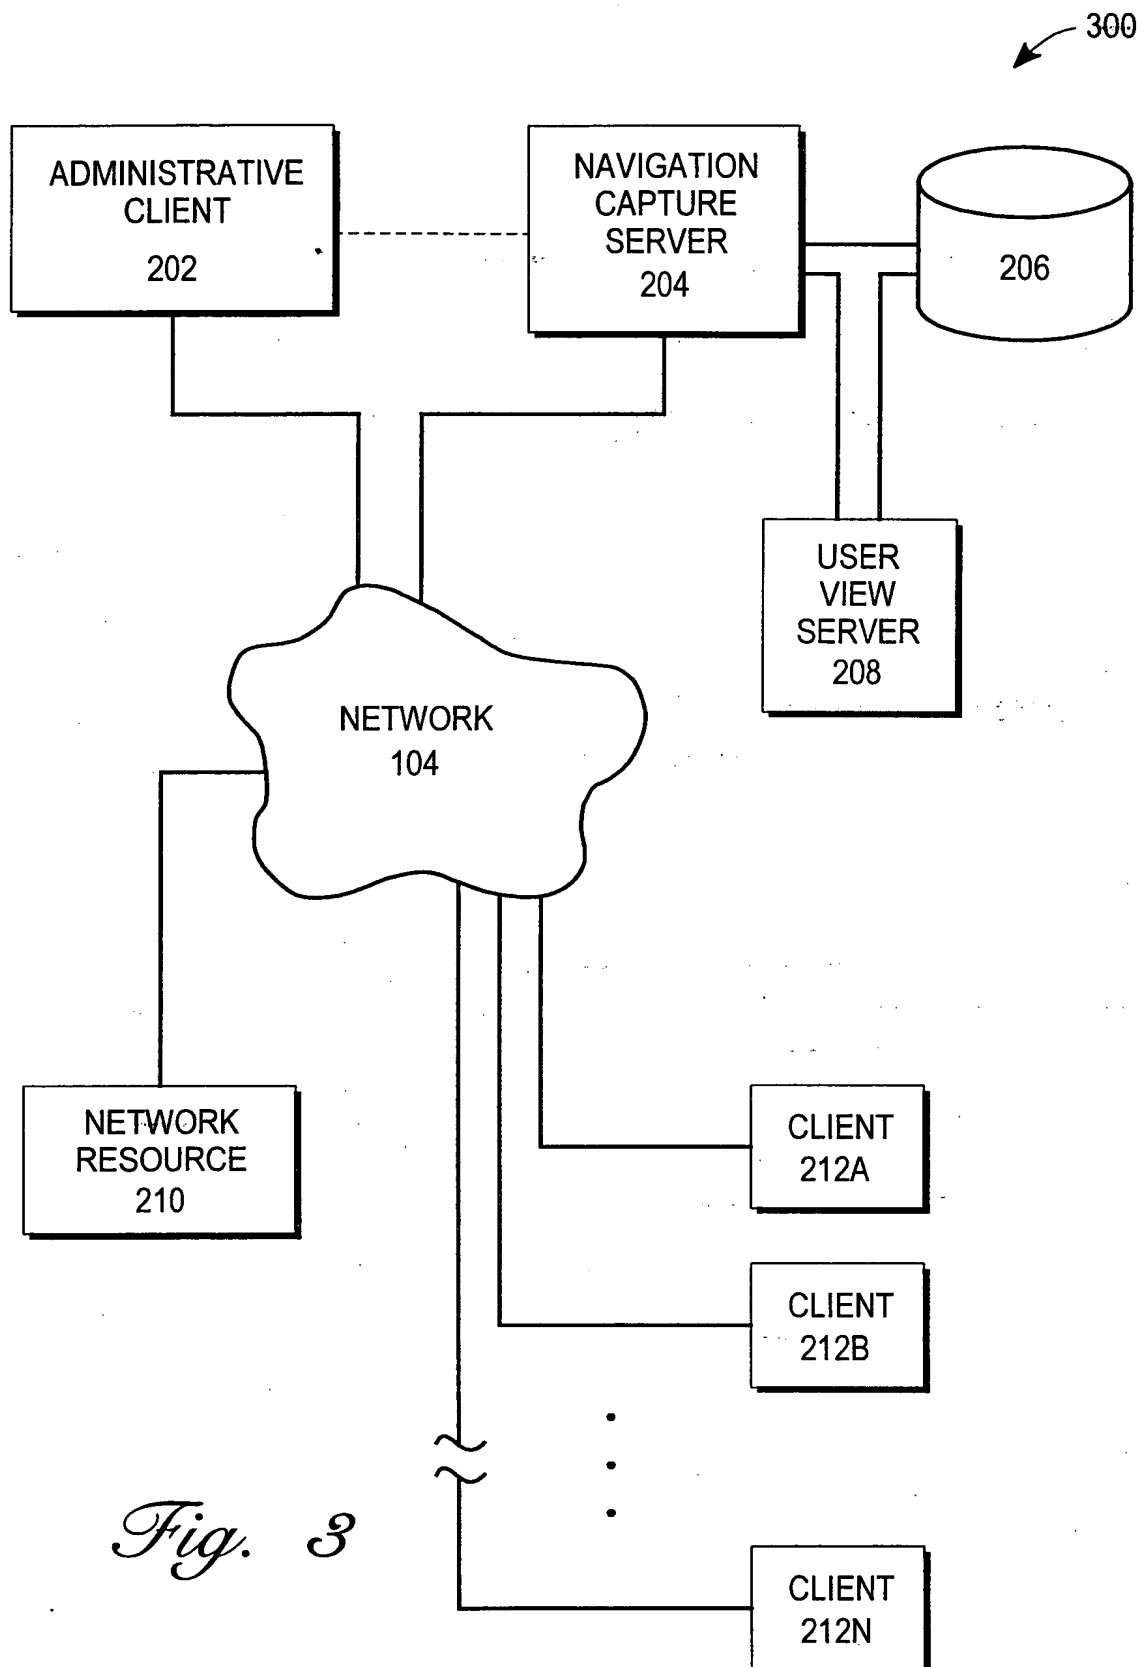 300
ADMINISTRATIVE
CLIENT
202
NAVIGATION
CAPTURE
SERVER
204
206
USER
VIEW
SERVER
208
NETWORK
104
NETWORK
RESOURCE
210
CLIENT
212A
CLIENT
212B
Fig. 3
CLIENT
212N